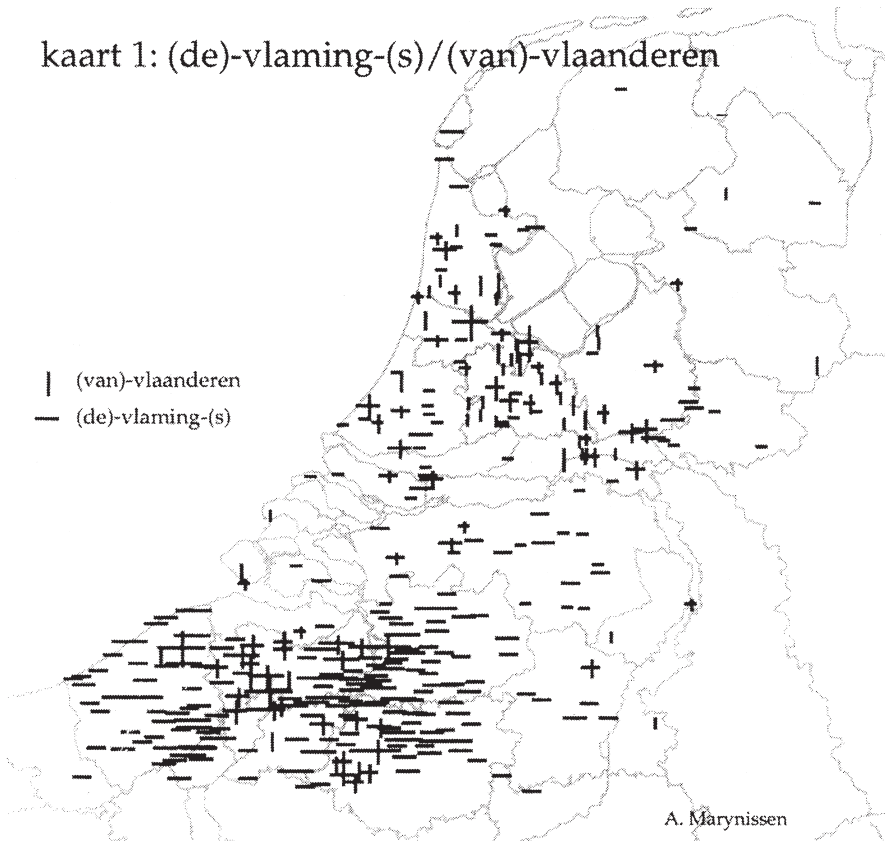 kaart 1: (de)-vlaming-(s)/(van)-vlaanderen
(van)-vlaanderen
(de)-vlaming-(s)
A. Marynissen